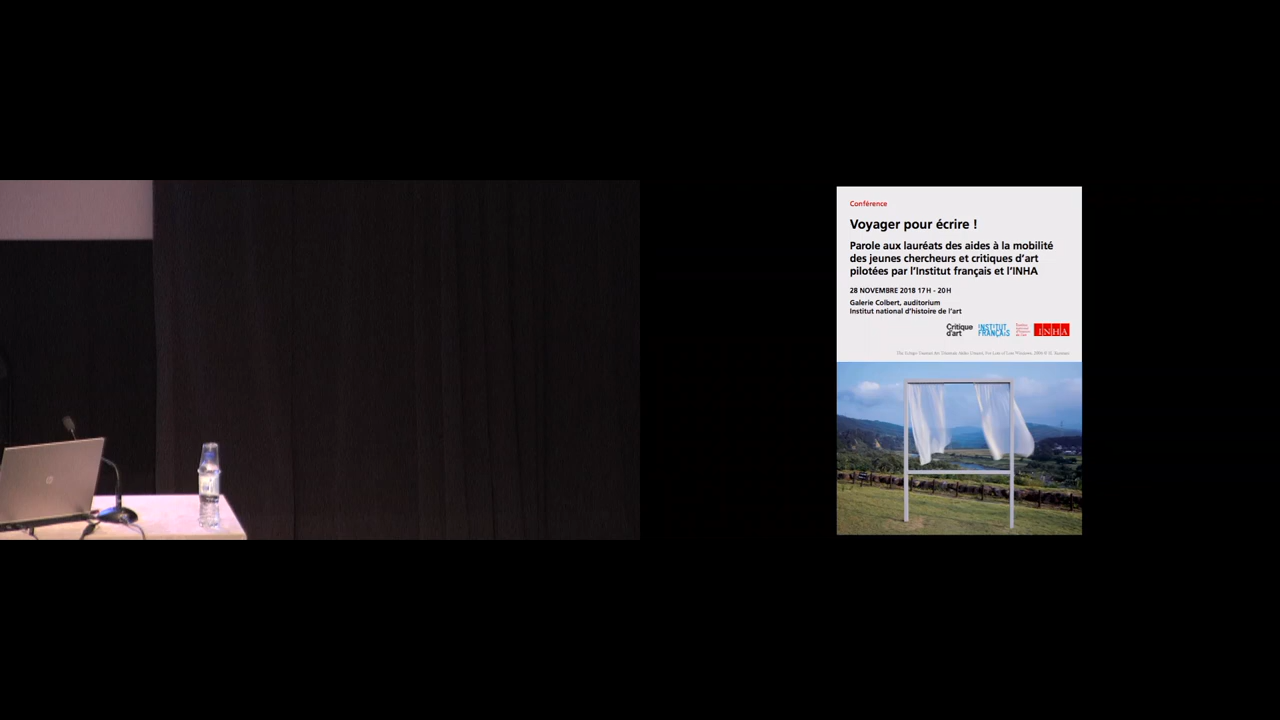 Conférence
Voyager pour écrire !
Parole aux lauréats des aides à la mobilité
des jeunes chercheurs et critiques d'art
pilotées par l'Institut français et l'INHA
28 NOVEMBRE 2018 17H - 20H
Galerie Colbert, auditorium
Institut national d'histoire de l'art
Critique
d'art
INSTITUT
FRANÇAIS
INHA